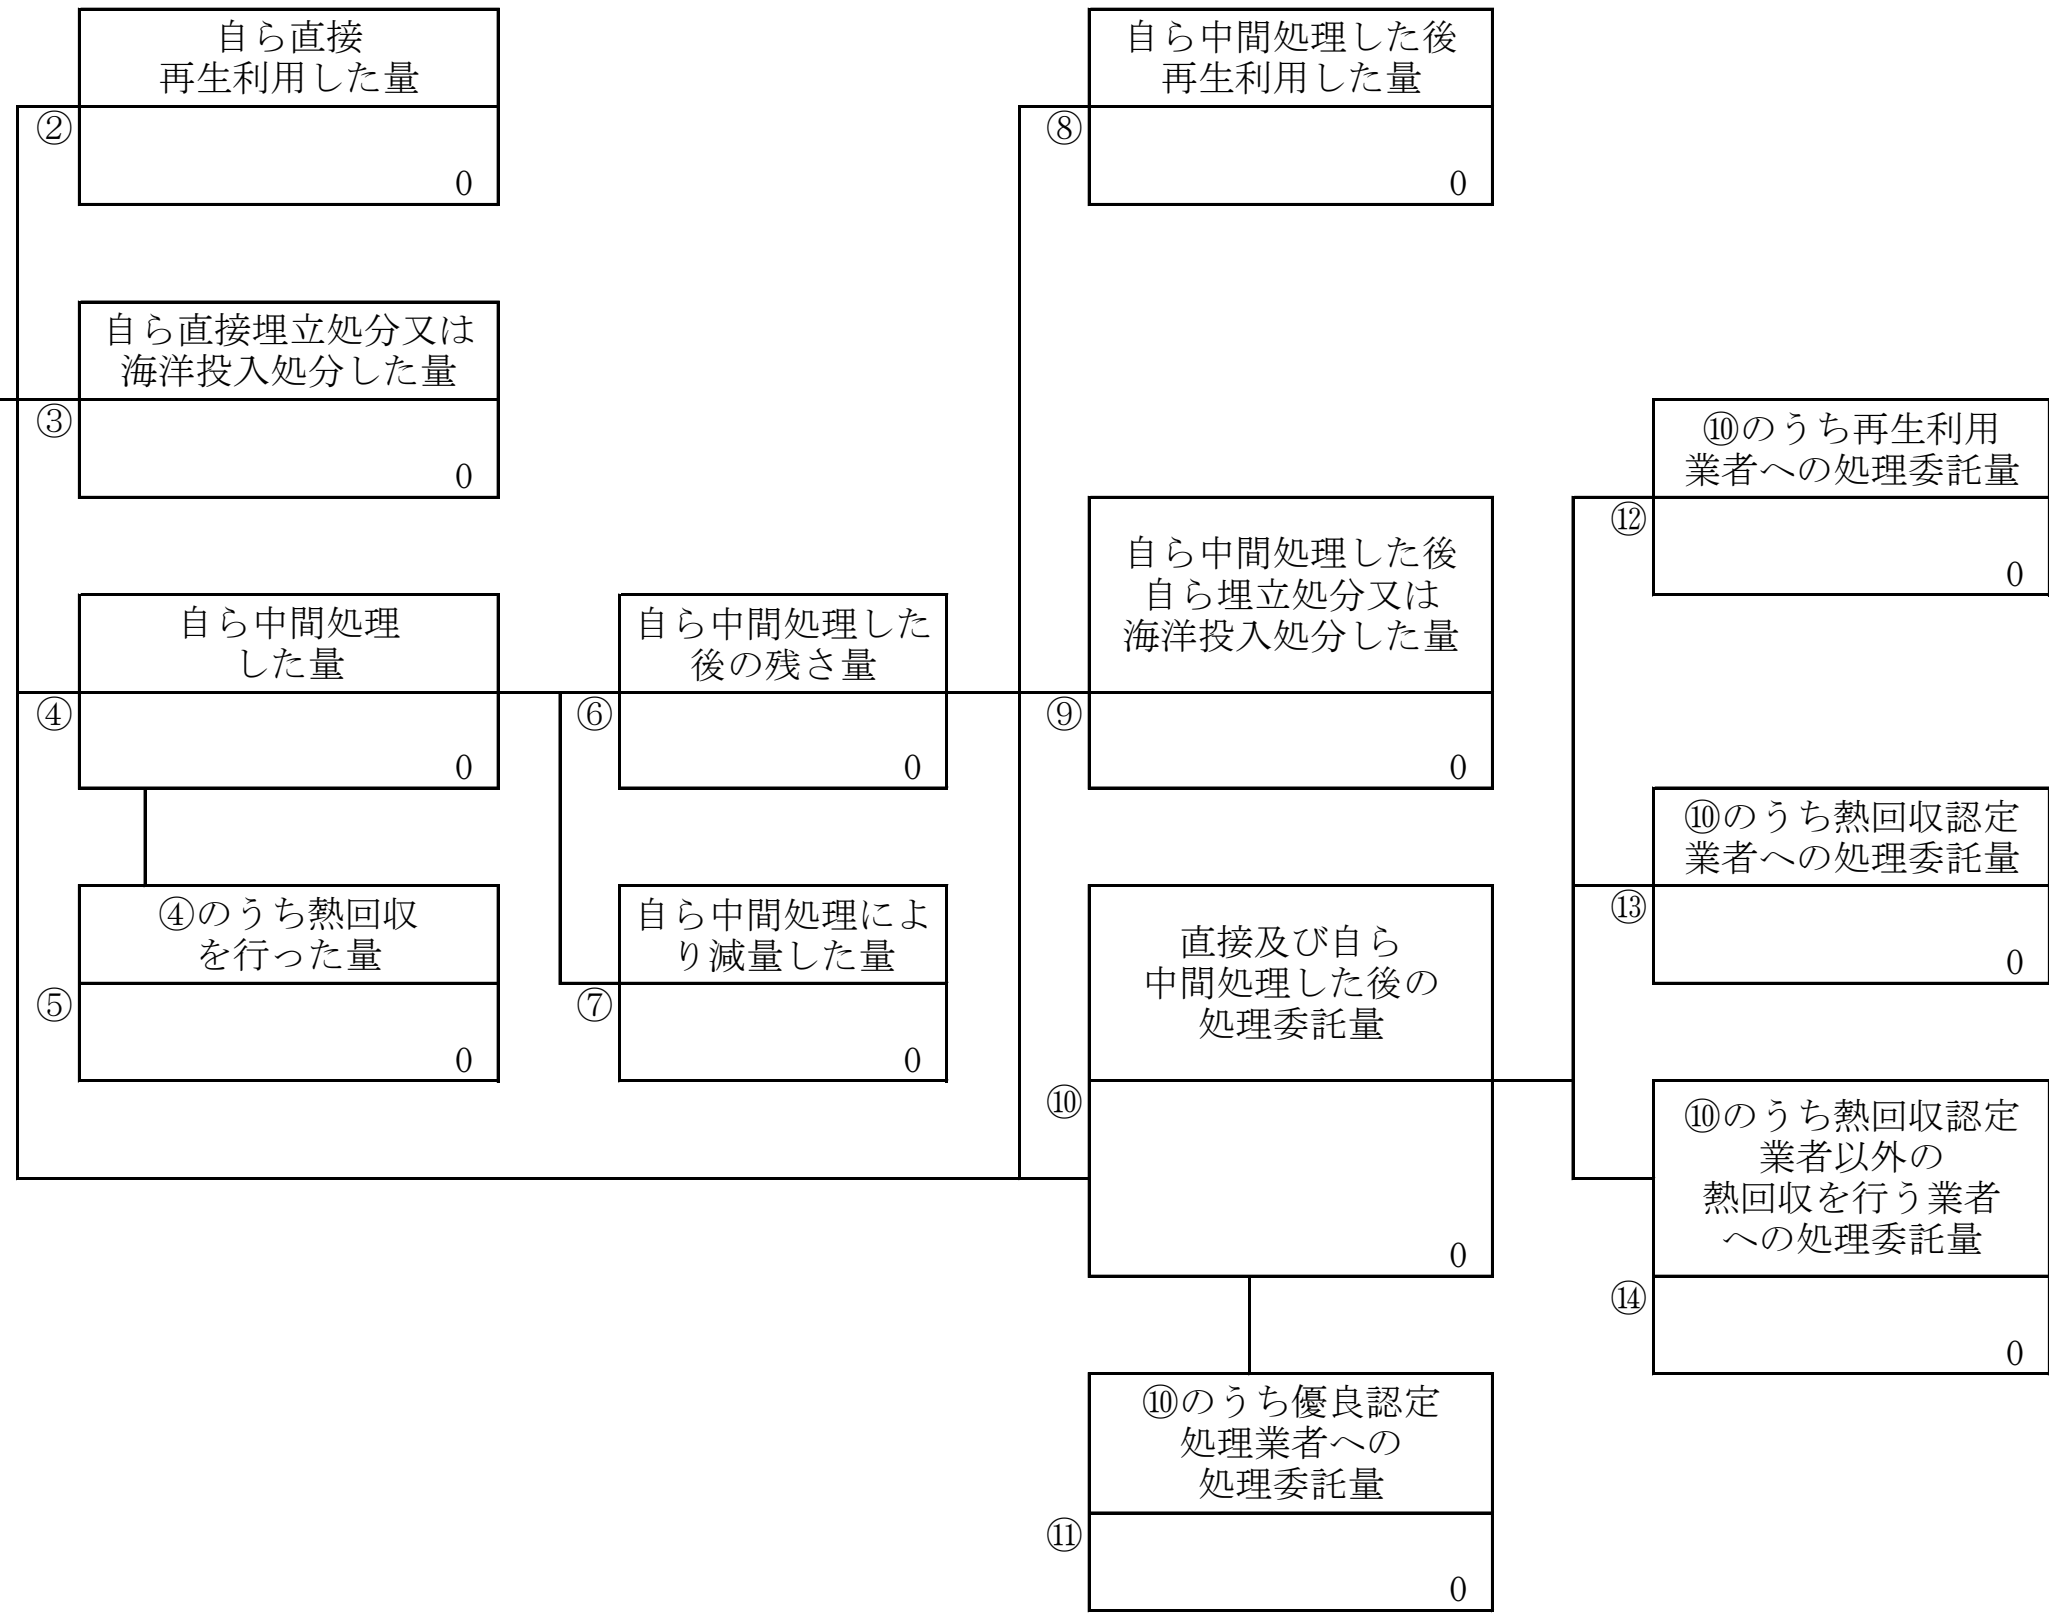 自ら直接
再生利用した量
②
0
自ら中間処理した後
再生利用した量
⑧
0
自ら直接埋立処分又は
海洋投入処分した量
③
0
⑩のうち再生利用
業者への処理委託量
⑫
0
自ら中間処理
した量
④
0
自ら中間処理した
後の残さ量
⑥
0
自ら中間処理した後
自ら埋立処分又は
海洋投入処分した量
⑨
0
⑩のうち熱回収認定
業者への処理委託量
⑬
0
④のうち熱回収
を行った量
⑤
0
自ら中間処理によ
り減量した量
⑦
0
直接及び自ら
中間処理した後の
処理委託量
⑩
0
⑩のうち熱回収認定
業者以外の
熱回収を行う業者
への処理委託量
⑭
0
⑩のうち優良認定
処理業者への
処理委託量
⑪
0